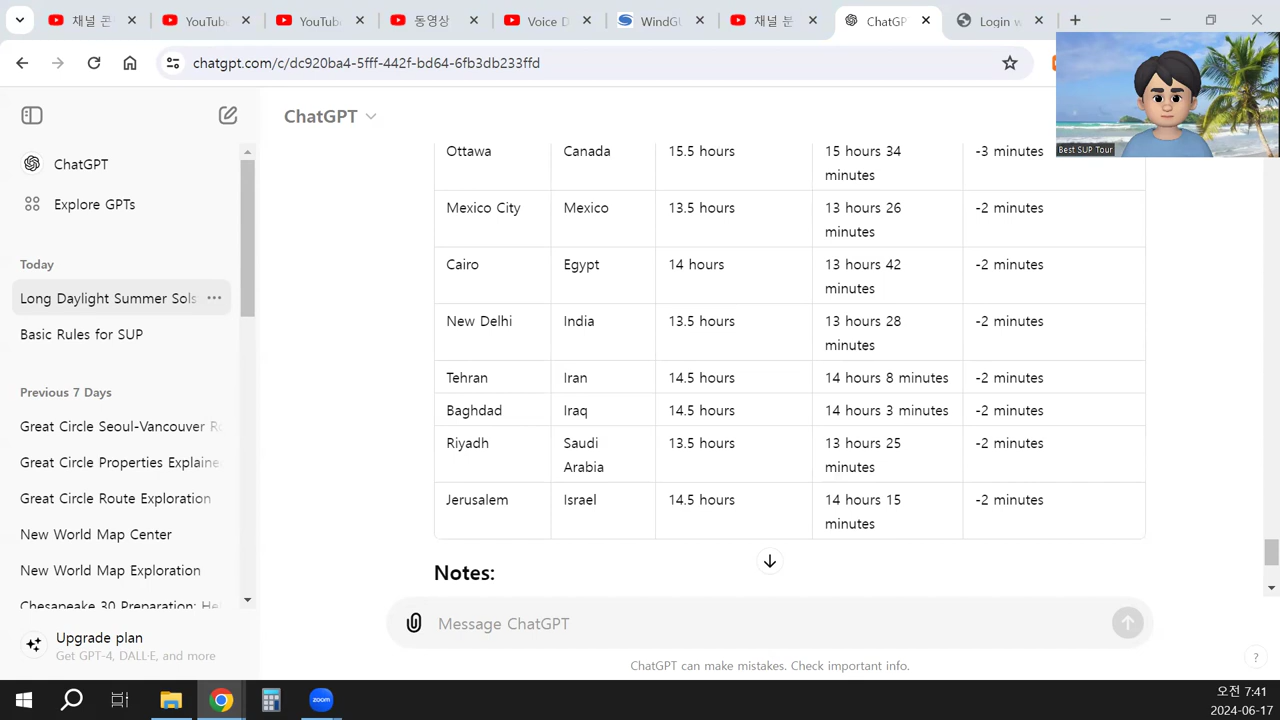 채널 콘
YouTube
YouTube
동영상
Voice D
WindGU
채널 분
ChatGP
Login w
chatgpt.com/c/dc920ba4-5fff-442f-bd64-6fb3db233ffd
Best SUP Tour
ChatGPT
ChatGPT
Explore GPTs
Today
Long Daylight Summer Sols
Basic Rules for SUP
Previous 7 Days
Great Circle Seoul-Vancouver Ro
Great Circle Properties Explaine
Great Circle Route Exploration
New World Map Center
New World Map Exploration
Chesapeake 30 Preparation: He
Upgrade plan
Get GPT-4, DALL·E, and more
Ottawa Canada 15.5 hours 15 hours 34 -3 minutes
minutes
Mexico City Mexico 13.5 hours 13 hours 26 -2 minutes
minutes
Cairo Egypt 14 hours 13 hours 42 -2 minutes
minutes
New Delhi India 13.5 hours 13 hours 28 -2 minutes
minutes
Tehran Iran 14.5 hours 14 hours 8 minutes -2 minutes
Baghdad Iraq 14.5 hours 14 hours 3 minutes -2 minutes
Riyadh Saudi 13.5 hours 13 hours 25 -2 minutes
Arabia minutes
Jerusalem Israel 14.5 hours 14 hours 15 -2 minutes
minutes
Notes:
Message ChatGPT
ChatGPT can make mistakes. Check important info.
?
zoom
오전 7:41
2024-06-17